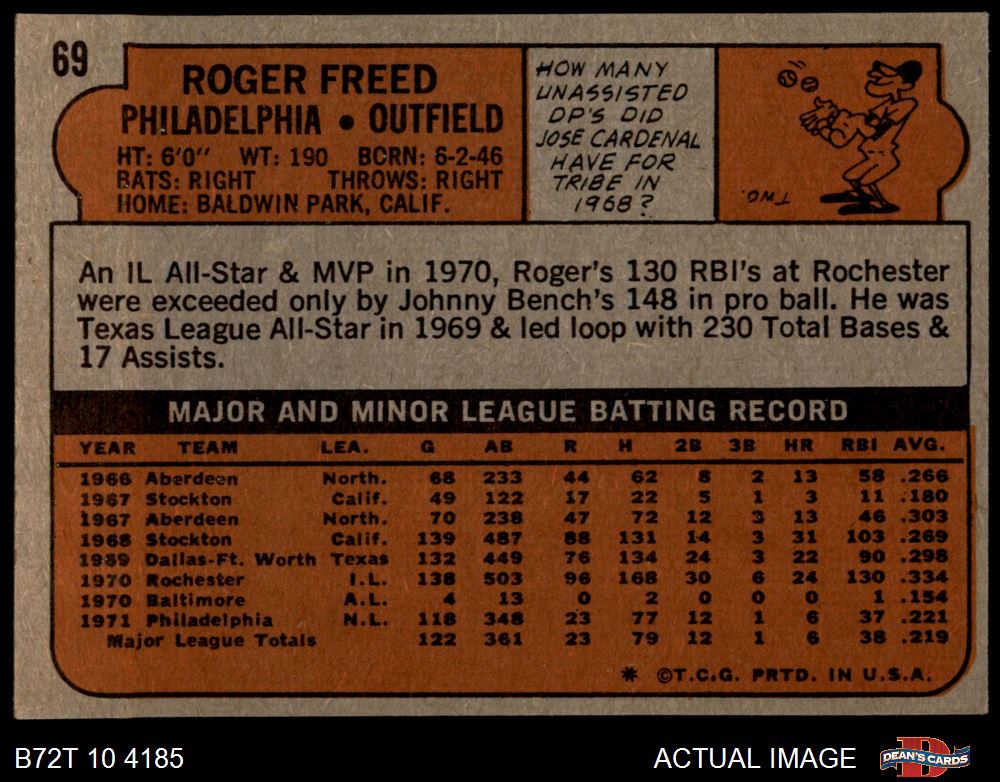 69
ROGER FREED
PHILADELPHIA • OUTFIELD
HT: 6'0" WT: 190 BORN: 6-2-46
BATS: RIGHT THROWS: RIGHT
HOME: BALDWIN PARK, CALIF.
HOW MANY
UNASSISTED
DP'S DID
JOSE CARDENAL
HAVE FOR
TRIBE IN
1968?
TWO.
An IL All-Star & MVP in 1970, Roger's 130 RBI's at Rochester
were exceeded only by Johnny Bench's 148 in pro ball. He was
Texas League All-Star in 1969 & led loop with 230 Total Bases &
17 Assists.
MAJOR AND MINOR LEAGUE BATTING RECORD
YEAR TEAM LEA. G AB R H 2B 3B HR RBI AVG.
1966 Aberdeen North. 68 233 44 62 8 2 13 58 .266
1967 Stockton Calif. 49 122 17 22 5 1 3 11 .180
1967 Aberdeen North. 70 238 47 72 12 3 13 46 .303
1968 Stockton Calif. 139 487 88 131 14 3 31 103 .269
1969 Dallas-Ft. Worth Texas 132 449 76 134 24 3 22 90 .298
1970 Rochester I.L. 138 503 96 168 30 6 24 130 .334
1970 Baltimore A.L. 4 13 0 2 0 0 0 1 .154
1971 Philadelphia N.L. 118 348 23 77 12 1 6 37 .221
Major League Totals 122 361 23 79 12 1 6 38 .219
* ©T.C.G. PRTD. IN U.S.A.
B72T 10 4185
ACTUAL IMAGE
D
DEAN'S CARDS